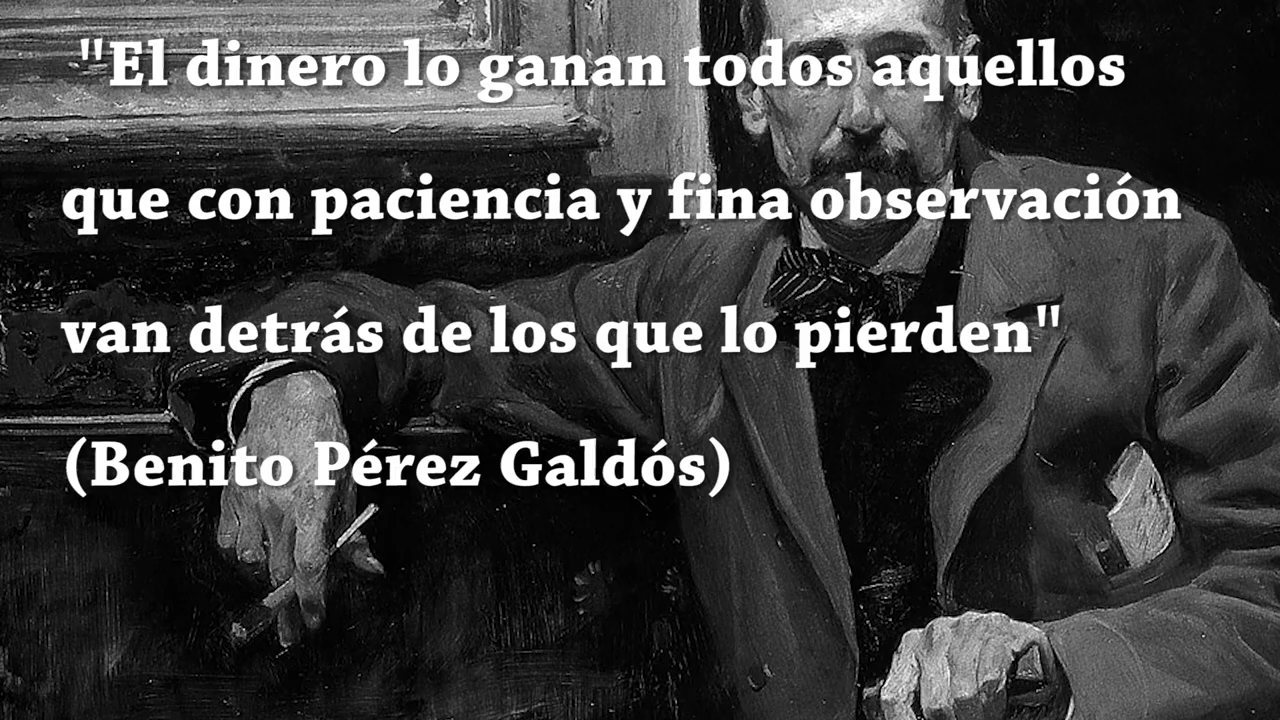 "El dinero lo ganan todos aquellos
que con paciencia y fina observación
van detrás de los que lo pierden"
(Benito Pérez Galdós)